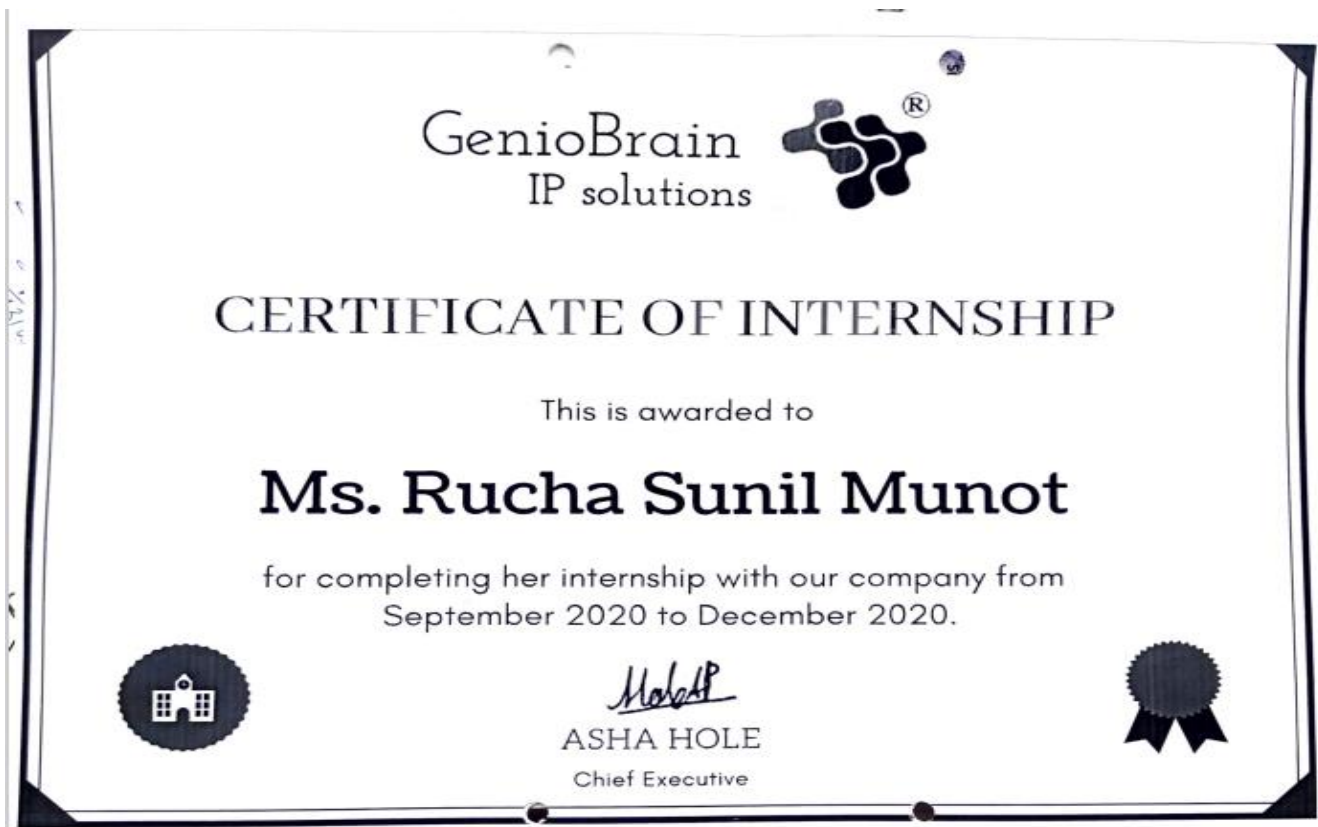 GenioBrain
IP solutions
®
CERTIFICATE OF INTERNSHIP
This is awarded to
Ms. Rucha Sunil Munot
for completing her internship with our company from
September 2020 to December 2020.
ASHA HOLE
Chief Executive